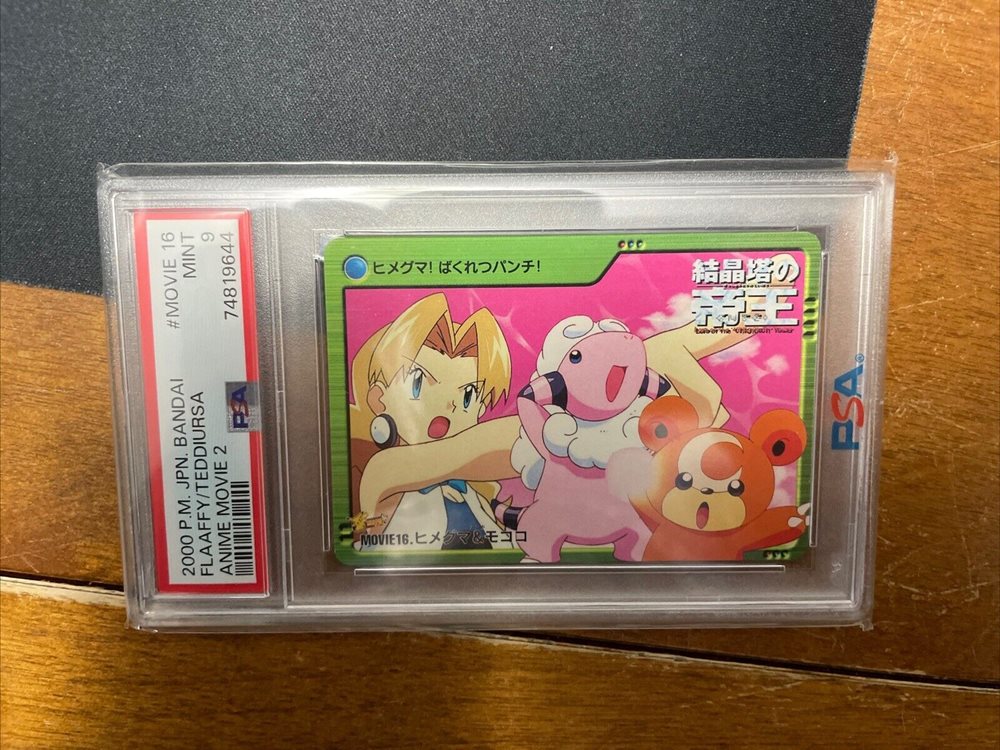 2000 P.M. JPN. BANDAI #MOVIE 16
FLAAFFY/TEDDIURSA MINT
ANIME MOVIE 2 9
PSA 74819644
ヒメグマ! ばくれつパンチ!
結晶塔の
帝王
MOVIE16.ヒメグマ&モココ
PSA®